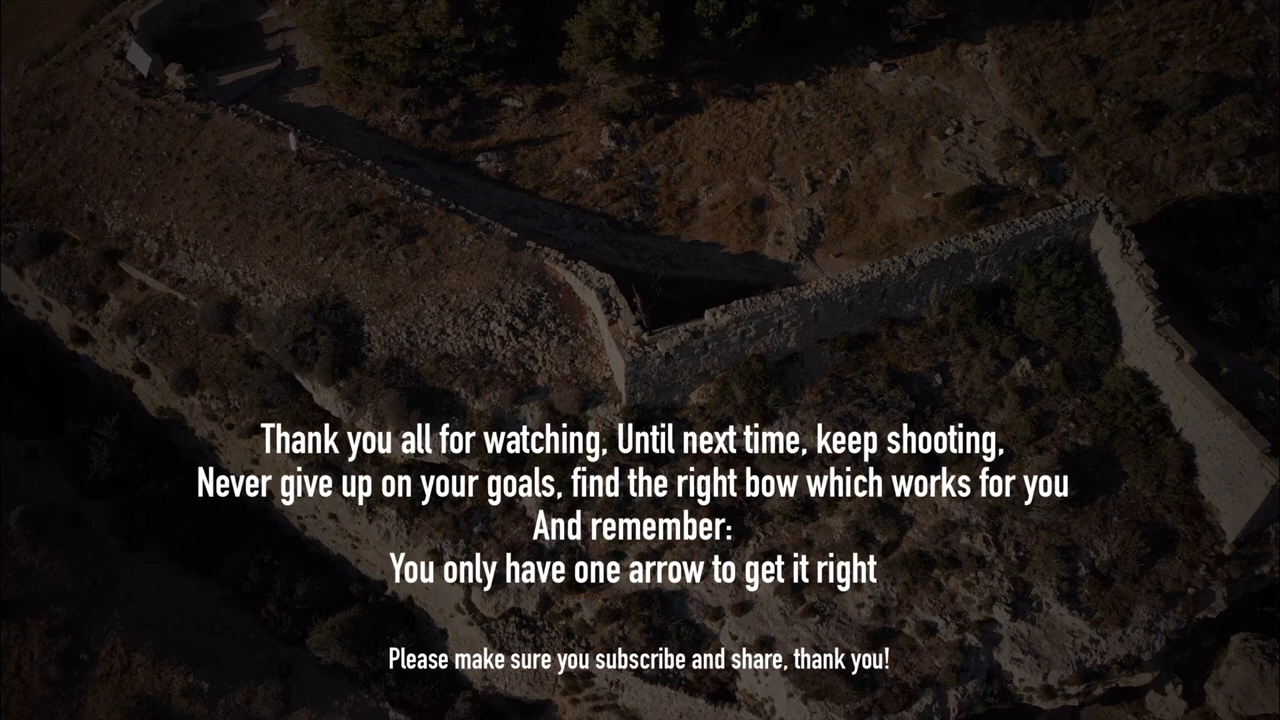 Thank you all for watching, Until next time, keep shooting,
Never give up on your goals, find the right bow which works for you
And remember:
You only have one arrow to get it right
Please make sure you subscribe and share, thank you!